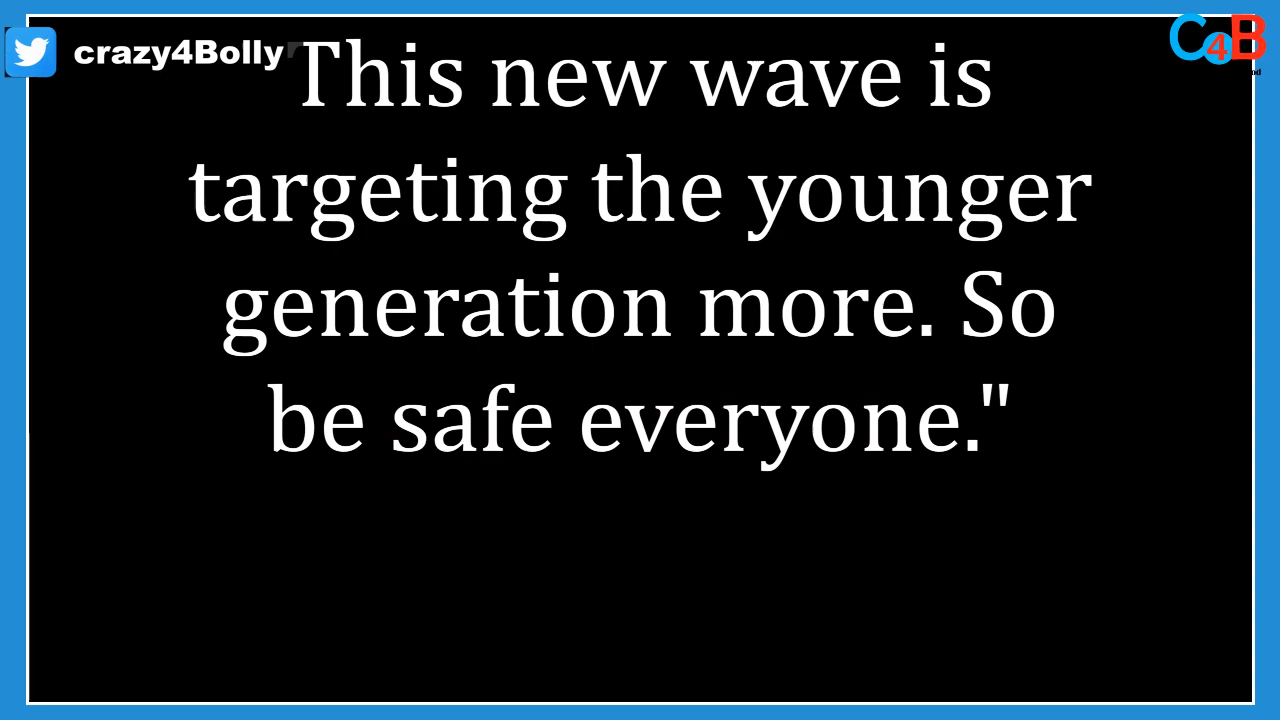 crazy4Bolly
C4B
This new wave is
targeting the younger
generation more. So
be safe everyone."